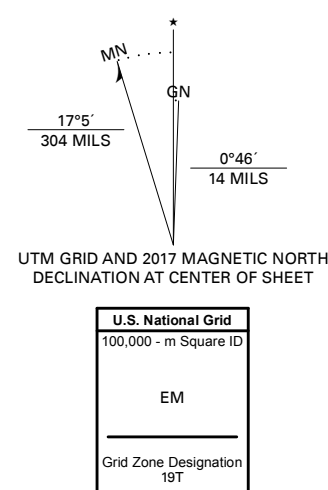 ★
MN
GN
17°5´
304 MILS
0°46´
14 MILS
UTM GRID AND 2017 MAGNETIC NORTH
DECLINATION AT CENTER OF SHEET
U.S. National Grid
100,000 - m Square ID
EM
Grid Zone Designation
19T